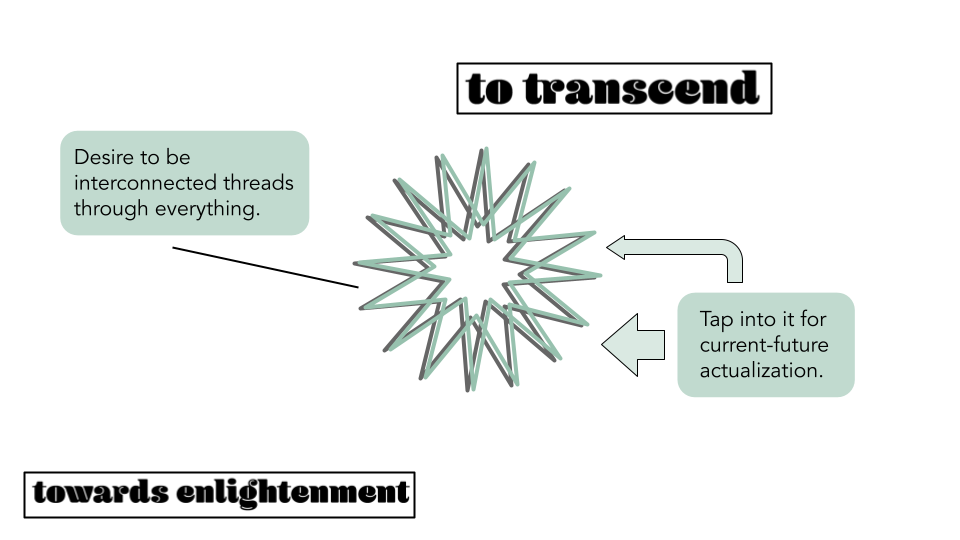 to transcend
Desire to be
interconnected threads
through everything.
Tap into it for
current-future
actualization.
towards enlightenment